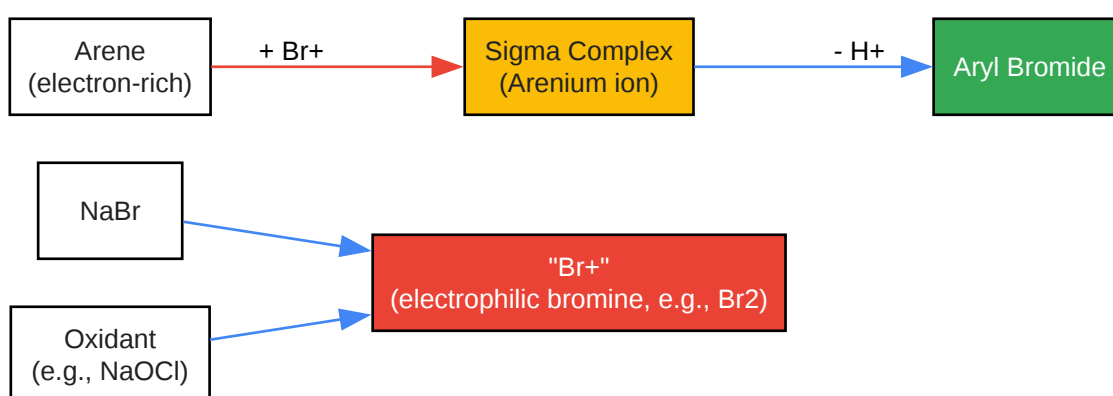 Arene
(electron-rich)
+ Br+
Sigma Complex
(Arenium ion)
- H+
Aryl Bromide
NaBr
"Br+"
(electrophilic bromine, e.g., Br2)
Oxidant
(e.g., NaOCl)